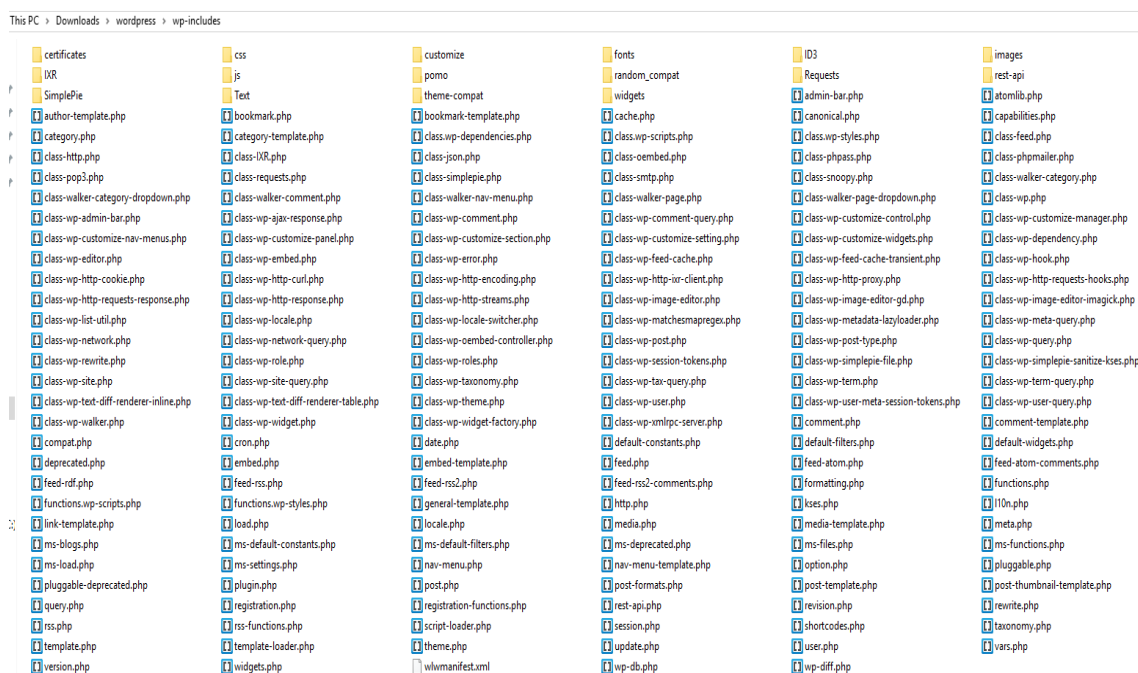 This PC > Downloads > wordpress > wp-includes
certificates css customize fonts ID3 images
IXR js pomo random_compat Requests rest-api
SimplePie Text theme-compat widgets admin-bar.php atomlib.php
author-template.php bookmark.php bookmark-template.php cache.php canonical.php capabilities.php
category.php category-template.php class.wp-dependencies.php class.wp-scripts.php class.wp-styles.php class-feed.php
class-http.php class-IXR.php class-json.php class-oembed.php class-phpass.php class-phpmailer.php
class-pop3.php class-requests.php class-simplepie.php class-smtp.php class-snoopy.php class-walker-category.php
class-walker-category-dropdown.php class-walker-comment.php class-walker-nav-menu.php class-walker-page.php class-walker-page-dropdown.php class-wp.php
class-wp-admin-bar.php class-wp-ajax-response.php class-wp-comment.php class-wp-comment-query.php class-wp-customize-control.php class-wp-customize-manager.php
class-wp-customize-nav-menus.php class-wp-customize-panel.php class-wp-customize-section.php class-wp-customize-setting.php class-wp-customize-widgets.php class-wp-dependency.php
class-wp-editor.php class-wp-embed.php class-wp-error.php class-wp-feed-cache.php class-wp-feed-cache-transient.php class-wp-hook.php
class-wp-http-cookie.php class-wp-http-curl.php class-wp-http-encoding.php class-wp-http-ixr-client.php class-wp-http-proxy.php class-wp-http-requests-hooks.php
class-wp-http-requests-response.php class-wp-http-response.php class-wp-http-streams.php class-wp-image-editor.php class-wp-image-editor-gd.php class-wp-image-editor-imagick.php
class-wp-list-util.php class-wp-locale.php class-wp-locale-switcher.php class-wp-matchesmapregex.php class-wp-metadata-lazyloader.php class-wp-meta-query.php
class-wp-network.php class-wp-network-query.php class-wp-oembed-controller.php class-wp-post.php class-wp-post-type.php class-wp-query.php
class-wp-rewrite.php class-wp-role.php class-wp-roles.php class-wp-session-tokens.php class-wp-simplepie-file.php class-wp-simplepie-sanitize-kses.php
class-wp-site.php class-wp-site-query.php class-wp-taxonomy.php class-wp-tax-query.php class-wp-term.php class-wp-term-query.php
class-wp-text-diff-renderer-inline.php class-wp-text-diff-renderer-table.php class-wp-theme.php class-wp-user.php class-wp-user-meta-session-tokens.php class-wp-user-query.php
class-wp-walker.php class-wp-widget.php class-wp-widget-factory.php class-wp-xmlrpc-server.php comment.php comment-template.php
compat.php cron.php date.php default-constants.php default-filters.php default-widgets.php
deprecated.php embed.php embed-template.php feed.php feed-atom.php feed-atom-comments.php
feed-rdf.php feed-rss.php feed-rss2.php feed-rss2-comments.php formatting.php functions.php
functions.wp-scripts.php functions.wp-styles.php general-template.php http.php kses.php l10n.php
link-template.php load.php locale.php media.php media-template.php meta.php
ms-blogs.php ms-default-constants.php ms-default-filters.php ms-deprecated.php ms-files.php ms-functions.php
ms-load.php ms-settings.php nav-menu.php nav-menu-template.php option.php pluggable.php
pluggable-deprecated.php plugin.php post.php post-formats.php post-template.php post-thumbnail-template.php
query.php registration.php registration-functions.php rest-api.php revision.php rewrite.php
rss.php rss-functions.php script-loader.php session.php shortcodes.php taxonomy.php
template.php template-loader.php theme.php update.php user.php vars.php
version.php widgets.php wlwmanifest.xml wp-db.php wp-diff.php